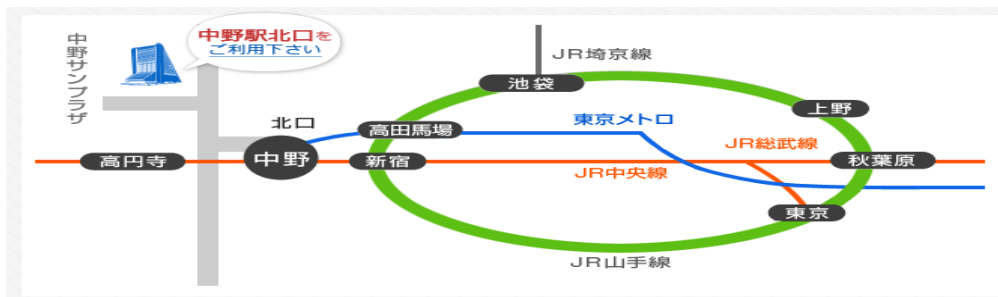 中野サンプラザ
中野駅北口を
ご利用下さい
北口
中野
高円寺
新宿
高田馬場
池袋
JR埼京線
東京メトロ
上野
JR総武線
秋葉原
JR中央線
東京
JR山手線